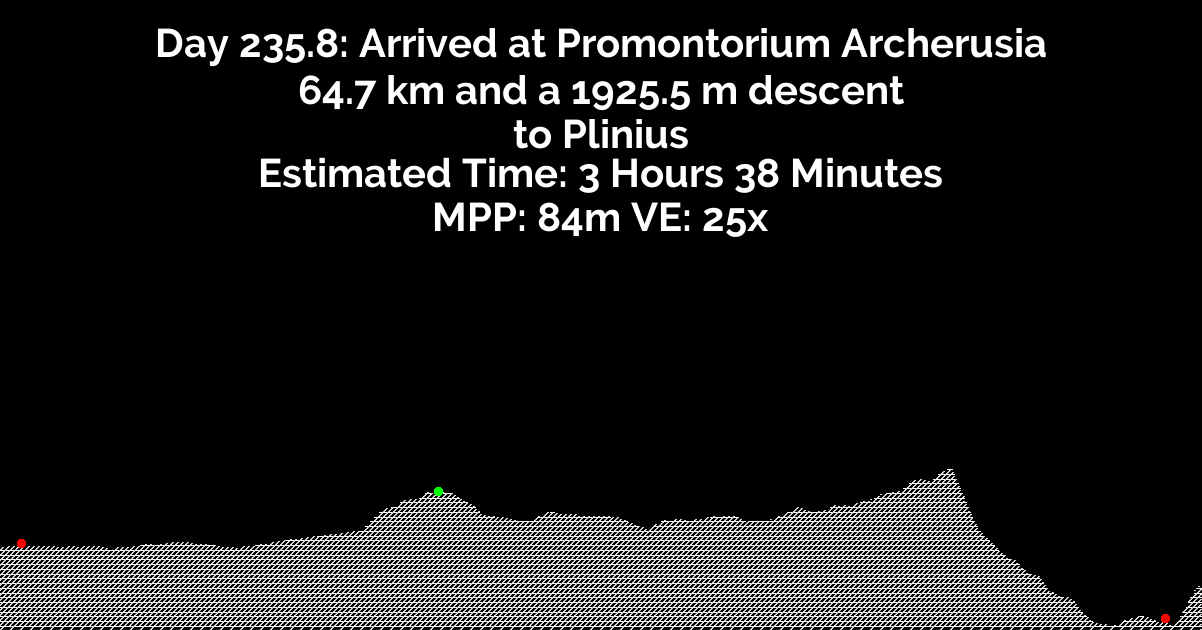 Day 235.8: Arrived at Promontorium Archerusia
64.7 km and a 1925.5 m descent
to Plinius
Estimated Time: 3 Hours 38 Minutes
MPP: 84m VE: 25x